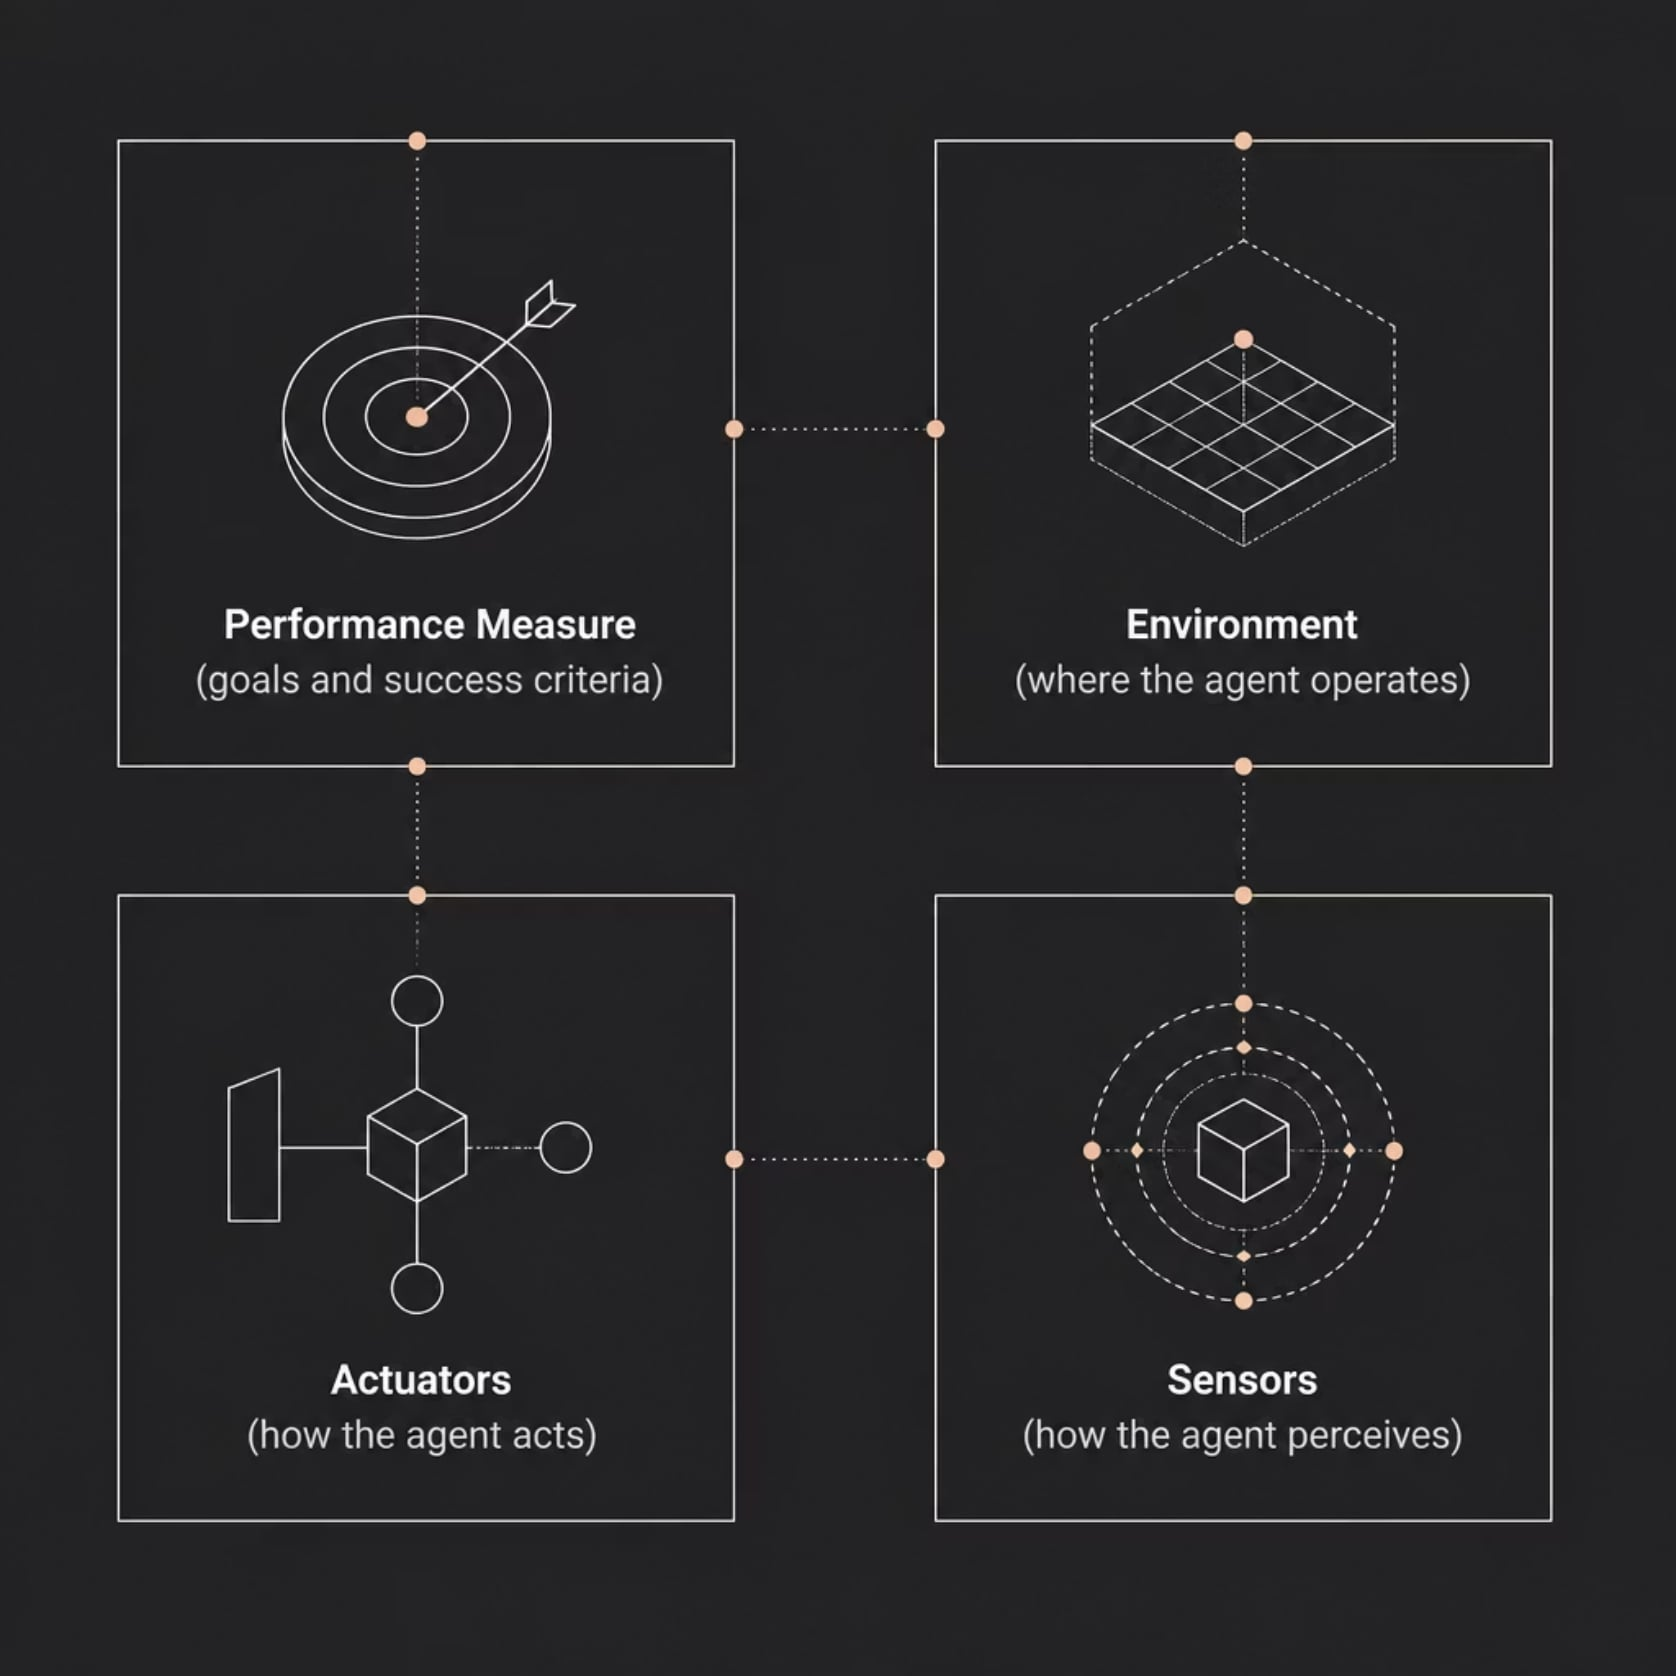 Performance Measure
(goals and success criteria)
Environment
(where the agent operates)
Actuators
(how the agent acts)
Sensors
(how the agent perceives)